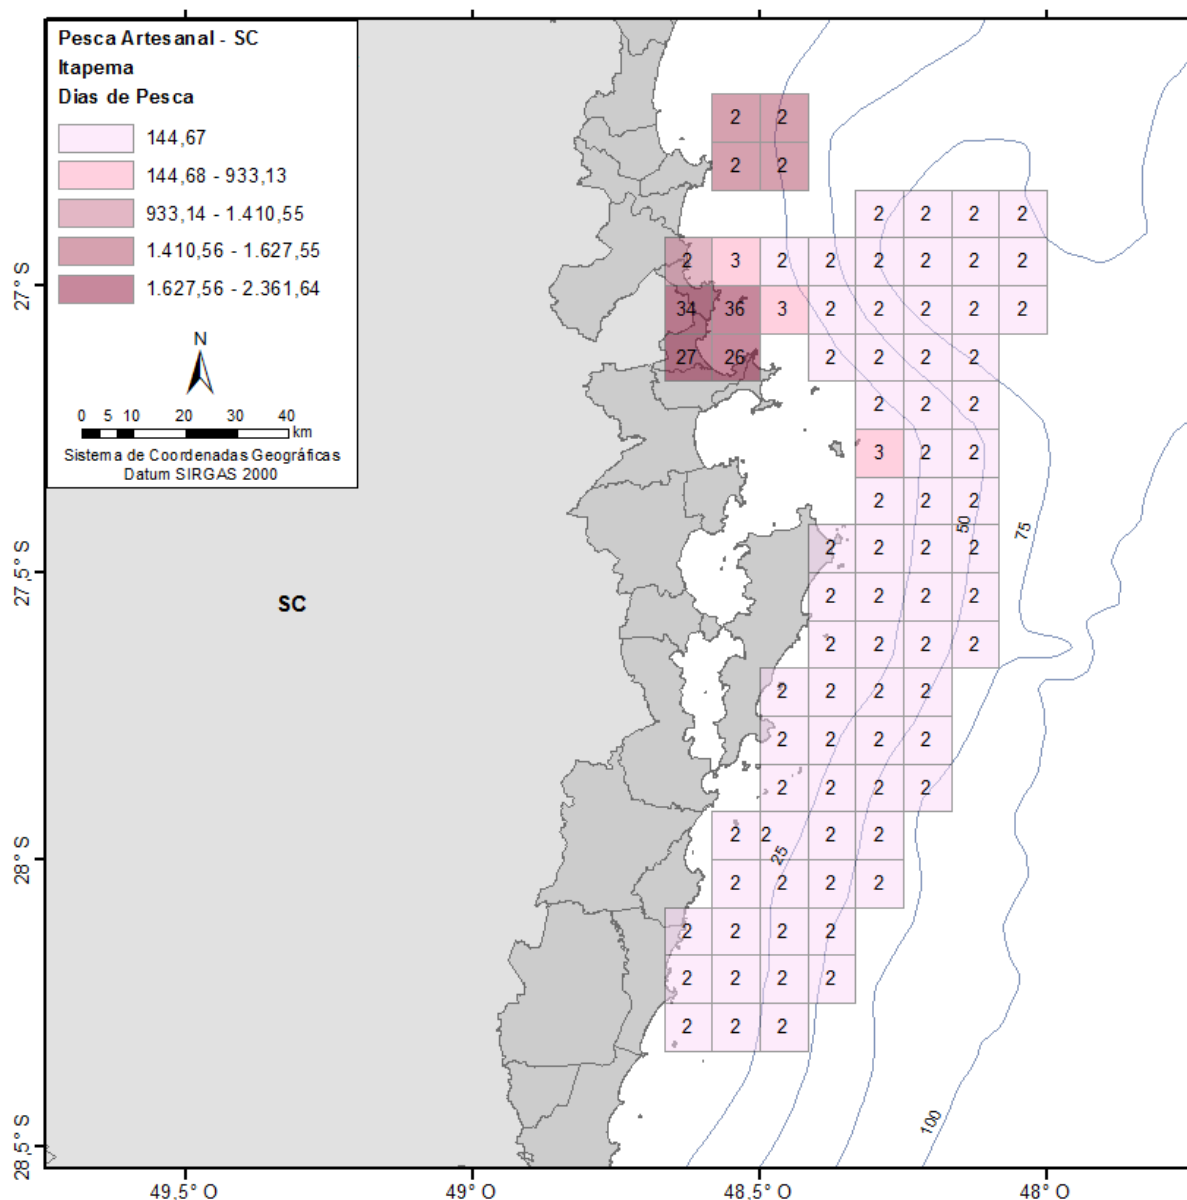 Pesca Artesanal - SC
Itapema
Dias de Pesca
144,67
144,68 - 933,13
933,14 - 1.410,55
1.410,56 - 1.627,55
1.627,56 - 2.361,64
N
0 5 10 20 30 40
km
Sistema de Coordenadas Geográficas
Datum SIRGAS 2000
2 2
2 2
2 2 2 2
2 3 2 2 2 2 2 2
27° S
34 36 3 2 2 2 2 2
27 26 2 2 2 2
2 2 2
3 2 2
2 2 2
50
75
2 2 2 2
27,5° S
2 2 2 2
SC
2 2 2 2
2 2 2 2
2 2 2 2
2 2 2 2
2 2 2 2
25
28° S
2 2 2 2
2 2 2 2
2 2 2 2
2 2 2
100
28,5° S
49,5° O
49° O
48,5° O
48° O